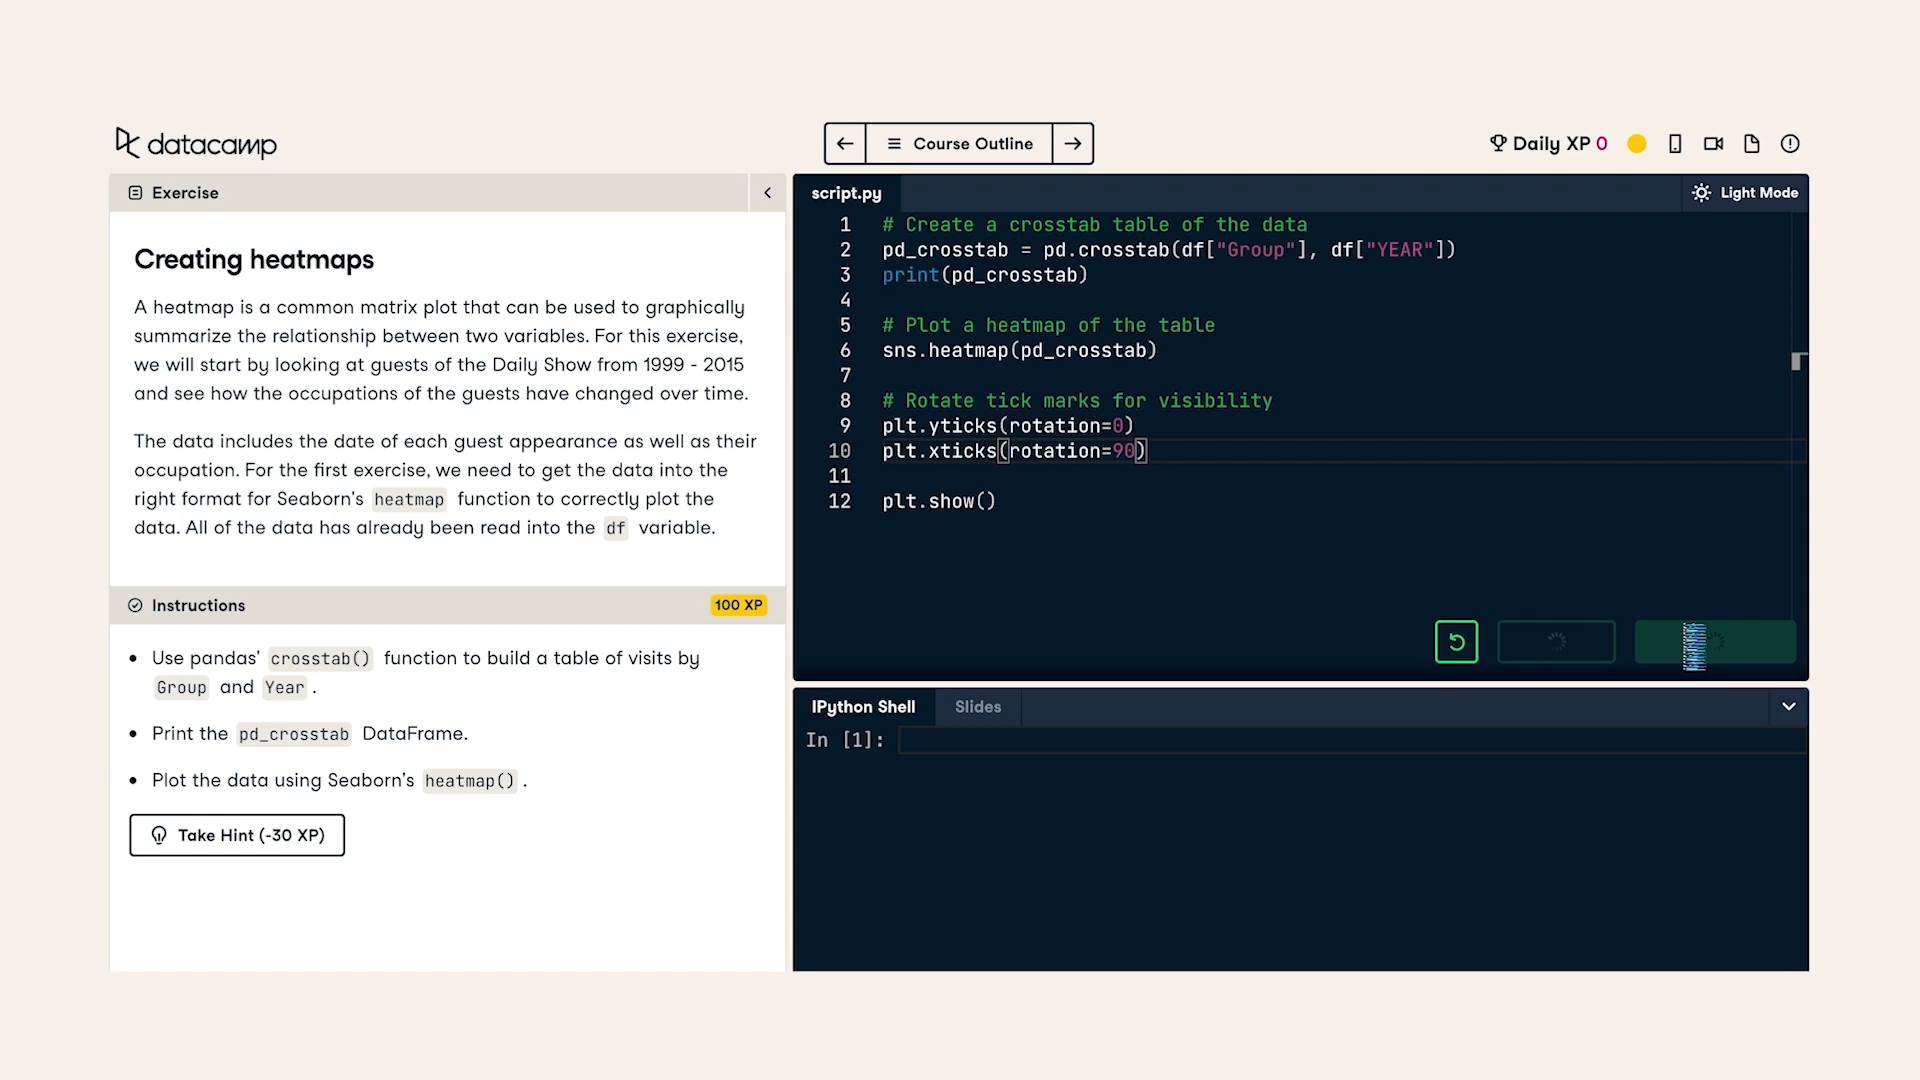 datacamp
Course Outline
Daily XP 0
Exercise
Creating heatmaps
A heatmap is a common matrix plot that can be used to graphically
summarize the relationship between two variables. For this exercise,
we will start by looking at guests of the Daily Show from 1999 - 2015
and see how the occupations of the guests have changed over time.
The data includes the date of each guest appearance as well as their
occupation. For the first exercise, we need to get the data into the
right format for Seaborn's heatmap function to correctly plot the
data. All of the data has already been read into the df variable.
Instructions
100 XP
• Use pandas' crosstab() function to build a table of visits by
Group and Year .
• Print the pd_crosstab DataFrame.
• Plot the data using Seaborn's heatmap() .
Take Hint (-30 XP)
script.py
Light Mode
1 # Create a crosstab table of the data
2 pd_crosstab = pd.crosstab(df["Group"], df["YEAR"])
3 print(pd_crosstab)
4
5 # Plot a heatmap of the table
6 sns.heatmap(pd_crosstab)
7
8 # Rotate tick marks for visibility
9 plt.yticks(rotation=0)
10 plt.xticks(rotation=90)
11
12 plt.show()
IPython Shell
Slides
In [1]: